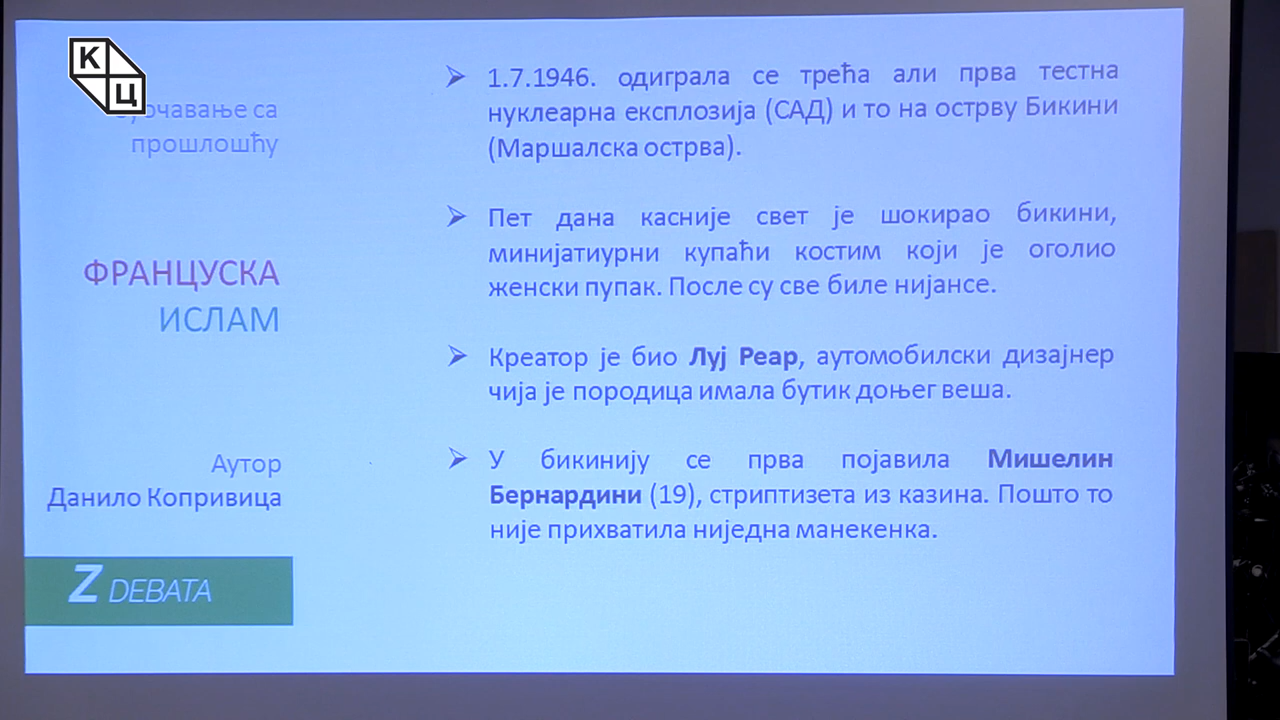 К
Ц
са
прошлошћу
ФРАНЦУСКА
ИСЛАМ
Аутор
Данило Копривица
Z DEBATA
1.7.1946. одиграла се трећа али прва тестна
нуклеарна експлозија (САД) и то на острву Бикини
(Маршалска острва).
Пет дана касније свет је шокирао бикини,
минијатиурни купаћи костим који је оголио
женски пупак. После су све биле нијансе.
Креатор је био Луј Реар, аутомобилски дизајнер
чија је породица имала бутик доњег веша.
У бикинију се прва појавила Мишелин
Бернардини (19), стриптизета из казина. Пошто то
није прихватила ниједна манекенка.